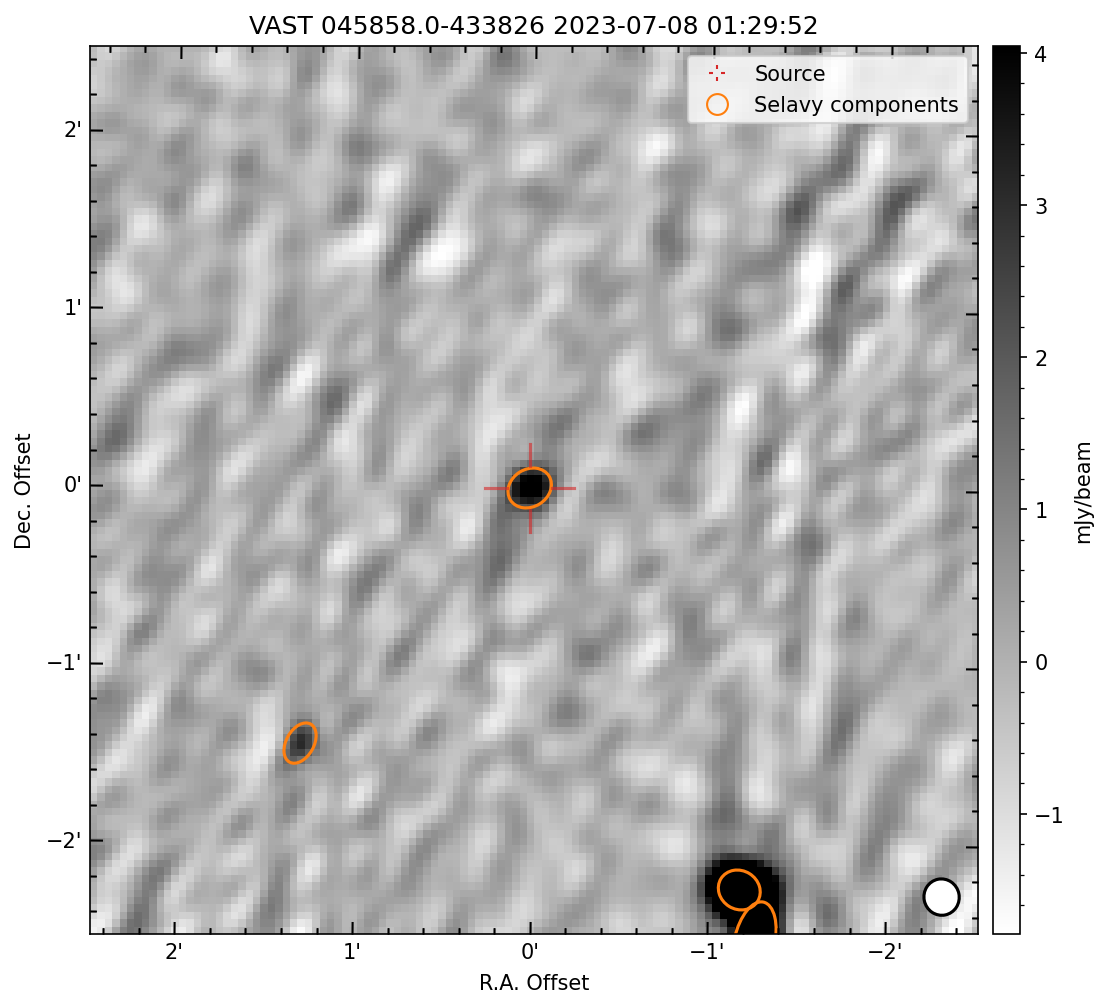 VAST 045858.0-433826 2023-07-08 01:29:52
Source
Selavy components
2'
1'
0'
−1'
−2'
Dec. Offset
2'
1'
0'
−1'
−2'
R.A. Offset
4
3
2
1
0
−1
mJy/beam